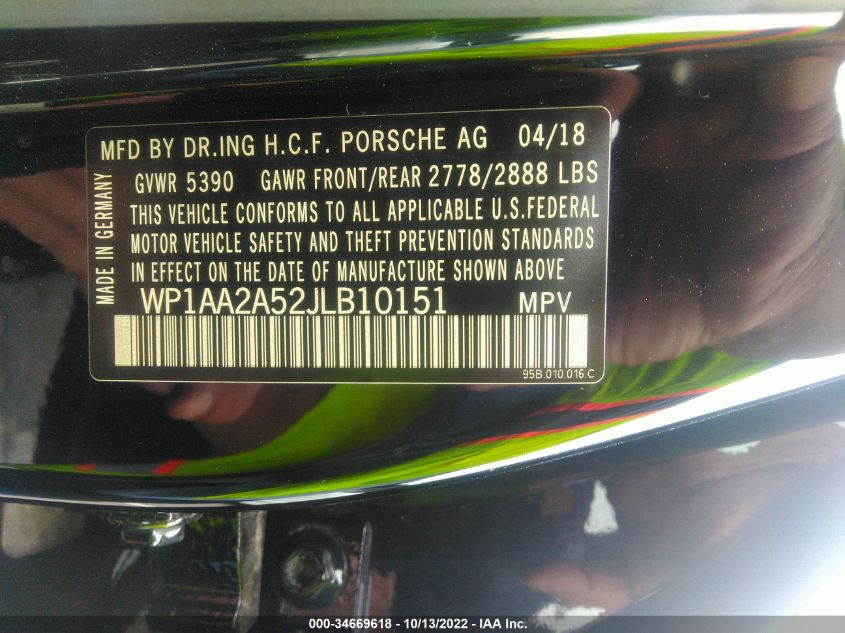 MFD BY DR.ING H.C.F. PORSCHE AG 04/18
GVWR 5390 GAWR FRONT/REAR 2778/2888 LBS
THIS VEHICLE CONFORMS TO ALL APPLICABLE U.S.FEDERAL
MOTOR VEHICLE SAFETY AND THEFT PREVENTION STANDARDS
IN EFFECT ON THE DATE OF MANUFACTURE SHOWN ABOVE
WP1AA2A52JLB10151 MPV
95B.010.016.C
MADE IN GERMANY
000-34669618 - 10/13/2022 - IAA Inc.